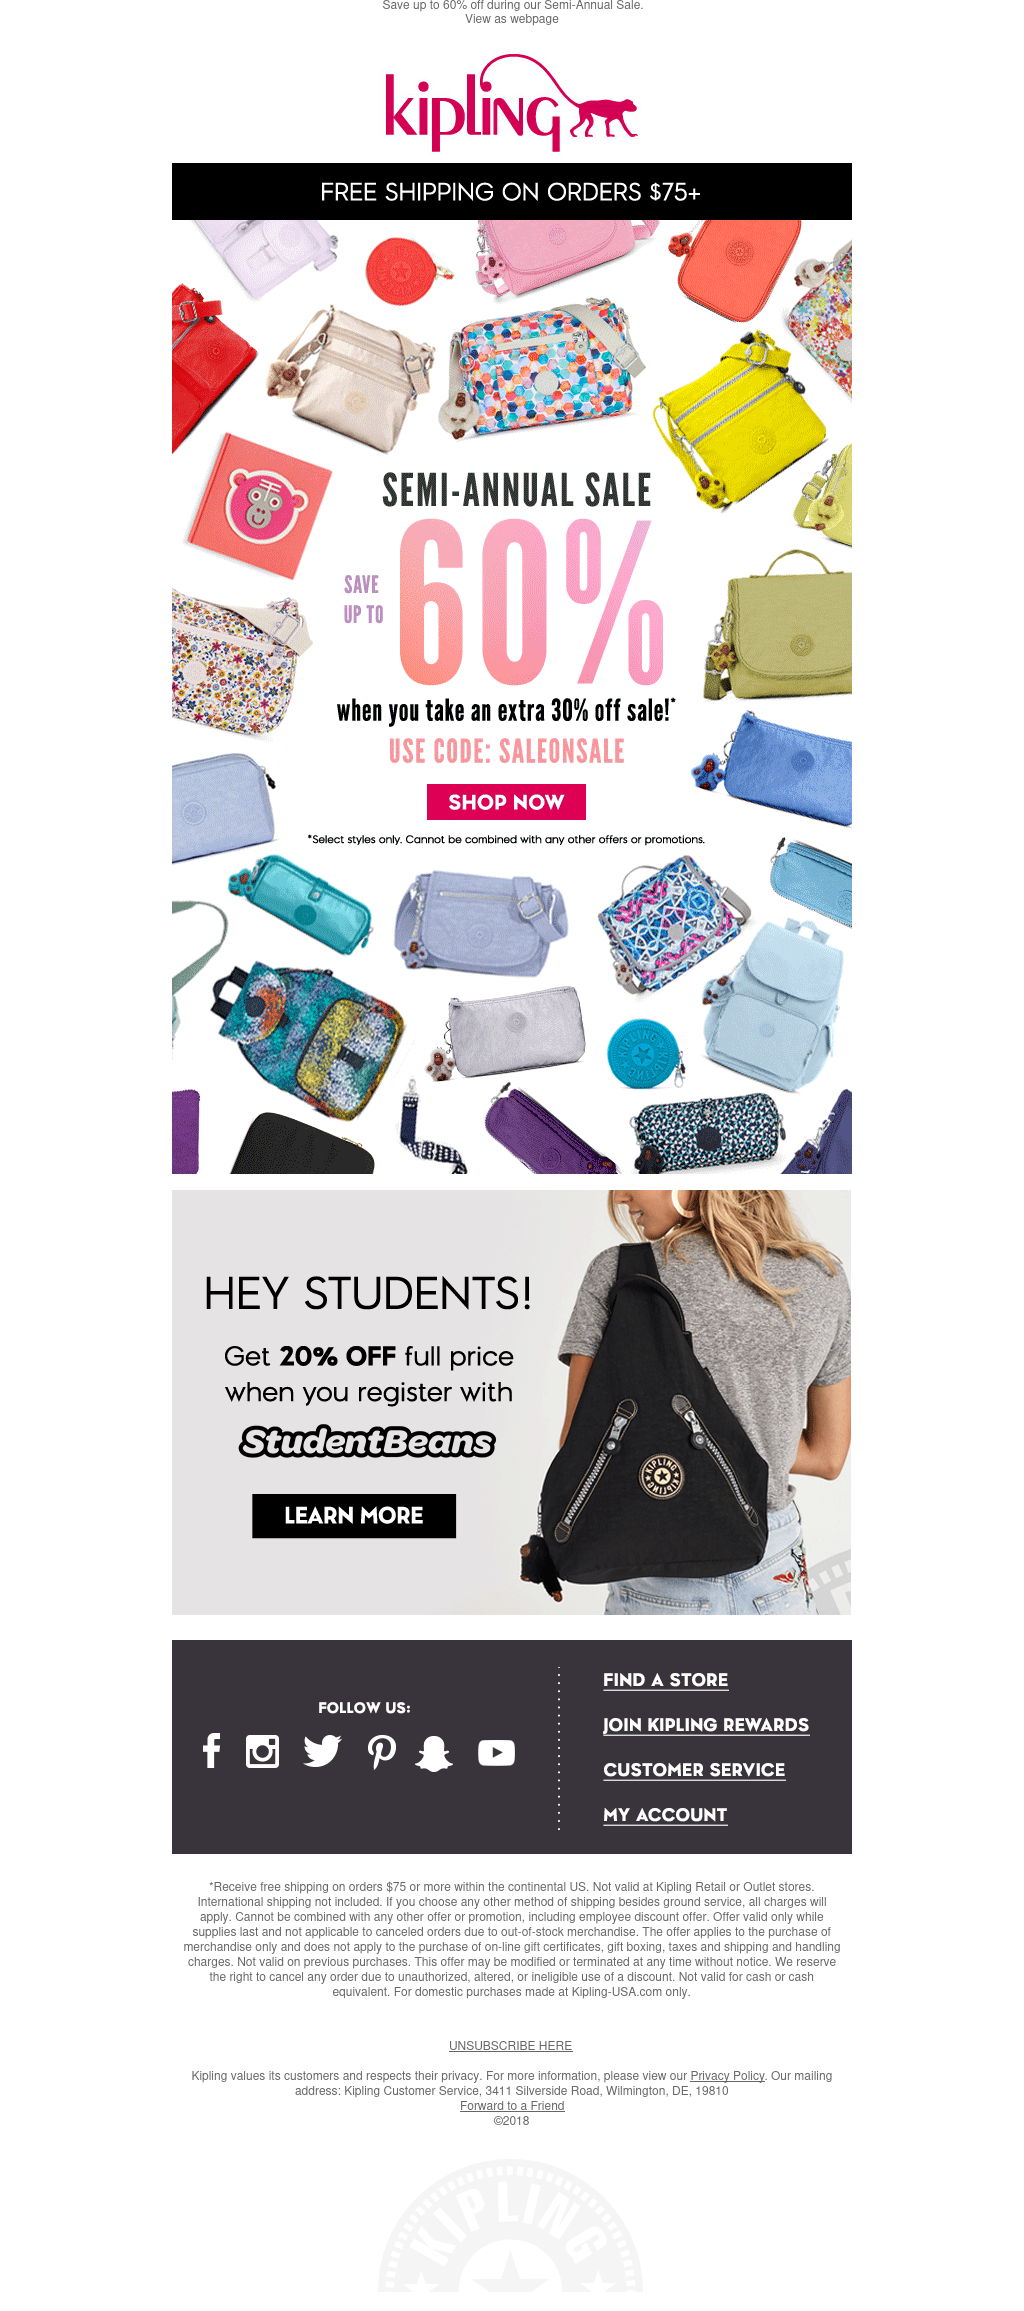 Save up to 60% off during our Semi-Annual Sale.
View as webpage
kipling
FREE SHIPPING ON ORDERS $75+
SEMI-ANNUAL SALE
SAVE
UP TO
60%
when you take an extra 30% off sale!*
USE CODE: SALEONSALE
SHOP NOW
*Select styles only. Cannot be combined with any other offers or promotions.
KIPLING
KIPLING
HEY STUDENTS!
Get 20% OFF full price
when you register with
StudentBeans
LEARN MORE
KIPLING
KIPLING
FOLLOW US:
FIND A STORE
JOIN KIPLING REWARDS
CUSTOMER SERVICE
MY ACCOUNT
*Receive free shipping on orders $75 or more within the continental US. Not valid at Kipling Retail or Outlet stores.
International shipping not included. If you choose any other method of shipping besides ground service, all charges will
apply. Cannot be combined with any other offer or promotion, including employee discount offer. Offer valid only while
supplies last and not applicable to canceled orders due to out-of-stock merchandise. The offer applies to the purchase of
merchandise only and does not apply to the purchase of on-line gift certificates, gift boxing, taxes and shipping and handling
charges. Not valid on previous purchases. This offer may be modified or terminated at any time without notice. We reserve
the right to cancel any order due to unauthorized, altered, or ineligible use of a discount. Not valid for cash or cash
equivalent. For domestic purchases made at Kipling-USA.com only.
UNSUBSCRIBE HERE
Kipling values its customers and respects their privacy. For more information, please view our Privacy Policy. Our mailing
address: Kipling Customer Service, 3411 Silverside Road, Wilmington, DE, 19810
Forward to a Friend
©2018
KIPLING